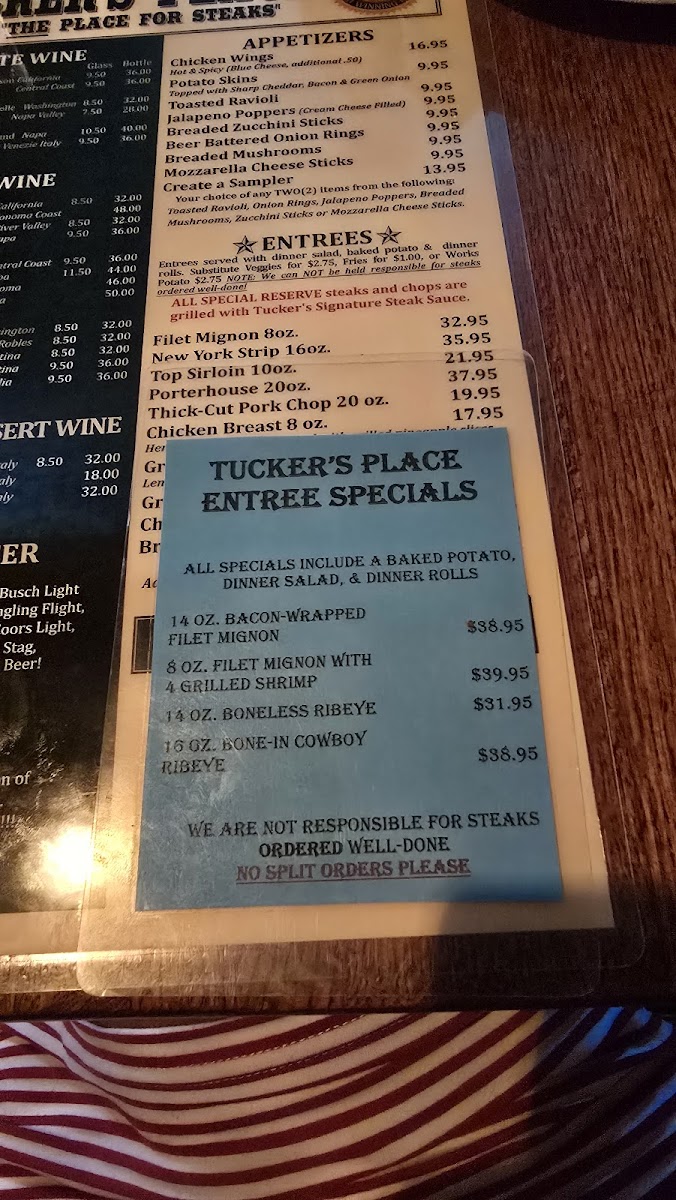 "THE PLACE FOR STEAKS"
DINING
WINE
Glass Bottle
California 9.50 36.00
Central Coast 9.50 36.00
Washington 8.50 32.00
Napa Valley 7.50 28.00
Napa 10.50 40.00
Venezie Italy 9.50 36.00
WINE
8.50 32.00
Coast 48.00
Valley 8.50 32.00
9.50 36.00
Coast 9.50 36.00
11.50 44.00
46.00
50.00
8.50 32.00
Robles 8.50 32.00
8.50 32.00
9.50 36.00
9.50 36.00
WINE
8.50 32.00
18.00
32.00
Busch Light
Flight,
Coors Light,
Stag,
Beer!
of
APPETIZERS
Chicken Wings 16.95
Hot & Spicy (Blue Cheese, additional .50)
Potato Skins 9.95
Topped with Sharp Cheddar, Bacon & Green Onion
Toasted Ravioli 9.95
Jalapeno Poppers (Cream Cheese Filled) 9.95
Breaded Zucchini Sticks 9.95
Beer Battered Onion Rings 9.95
Breaded Mushrooms 9.95
Mozzarella Cheese Sticks 9.95
Create a Sampler 13.95
Your choice of any TWO(2) items from the following:
Toasted Ravioli, Onion Rings, Jalapeno Poppers, Breaded
Mushrooms, Zucchini Sticks or Mozzarella Cheese Sticks.
ENTREES
Entrees served with dinner salad, baked potato & dinner
rolls. Substitute Veggies for $2.75, Fries for $1.00, or Works
Potato $2.75 NOTE: We can NOT be held responsible for steaks
ordered well-done!
ALL SPECIAL RESERVE steaks and chops are
grilled with Tucker's Signature Steak Sauce.
Filet Mignon 8oz. 32.95
New York Strip 16oz. 35.95
Top Sirloin 10oz. 21.95
Porterhouse 20oz. 37.95
Thick-Cut Pork Chop 20 oz. 19.95
Chicken Breast 8 oz. 17.95
TUCKER'S PLACE
ENTREE SPECIALS
ALL SPECIALS INCLUDE A BAKED POTATO,
DINNER SALAD, & DINNER ROLLS
14 OZ. BACON-WRAPPED
FILET MIGNON $38.95
8 OZ. FILET MIGNON WITH
4 GRILLED SHRIMP $39.95
14 OZ. BONELESS RIBEYE $31.95
16 OZ. BONE-IN COWBOY
RIBEYE $38.95
WE ARE NOT RESPONSIBLE FOR STEAKS
ORDERED WELL-DONE
NO SPLIT ORDERS PLEASE